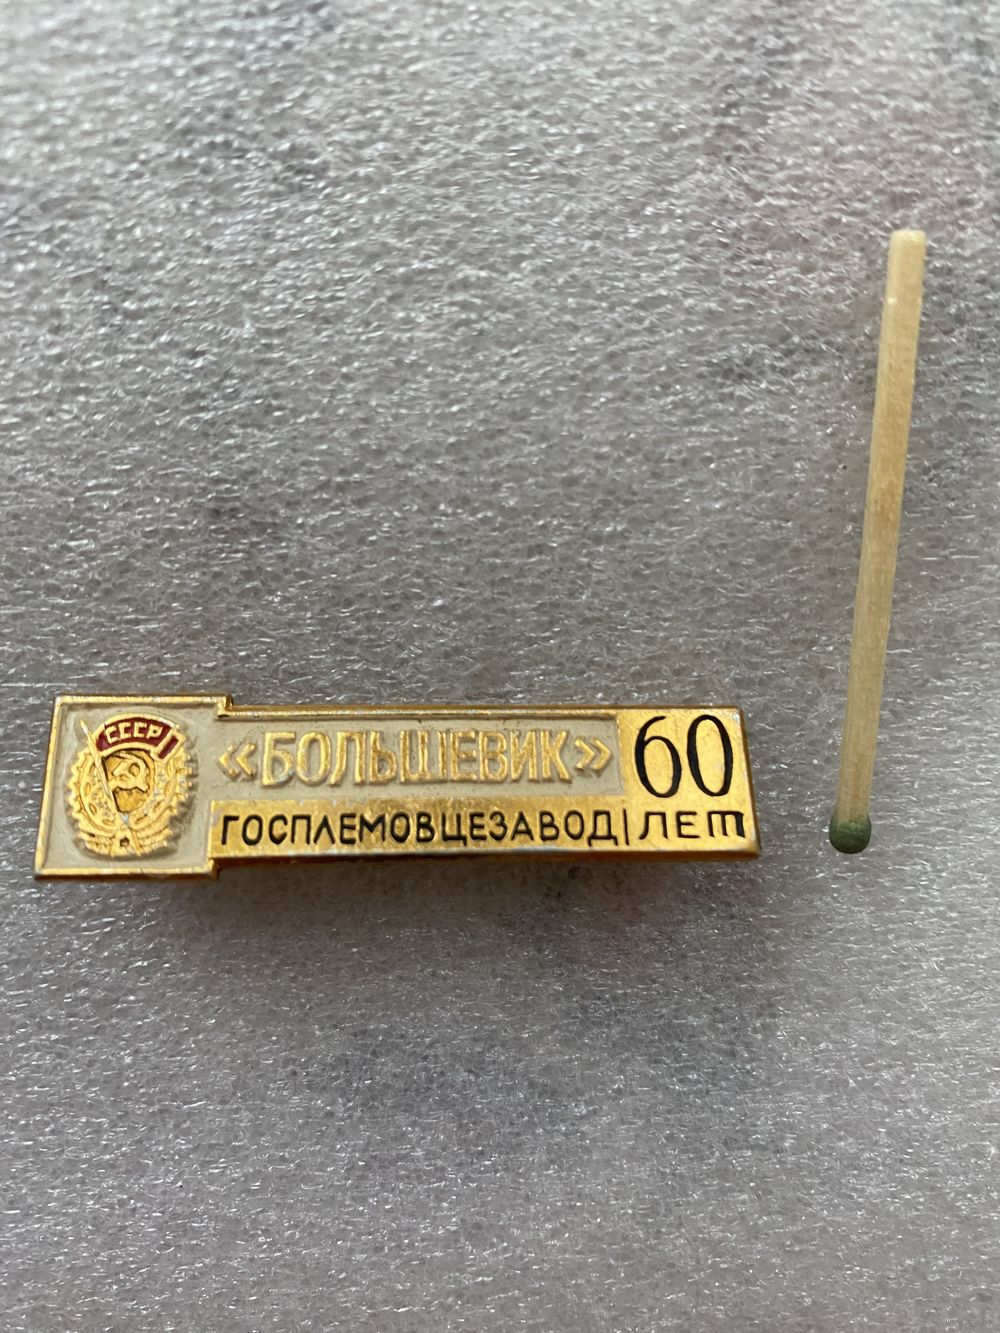 СССР
«БОЛЬШЕВИК»
60
ГОСПЛЕМОВЦЕЗАВОД
ЛЕТ